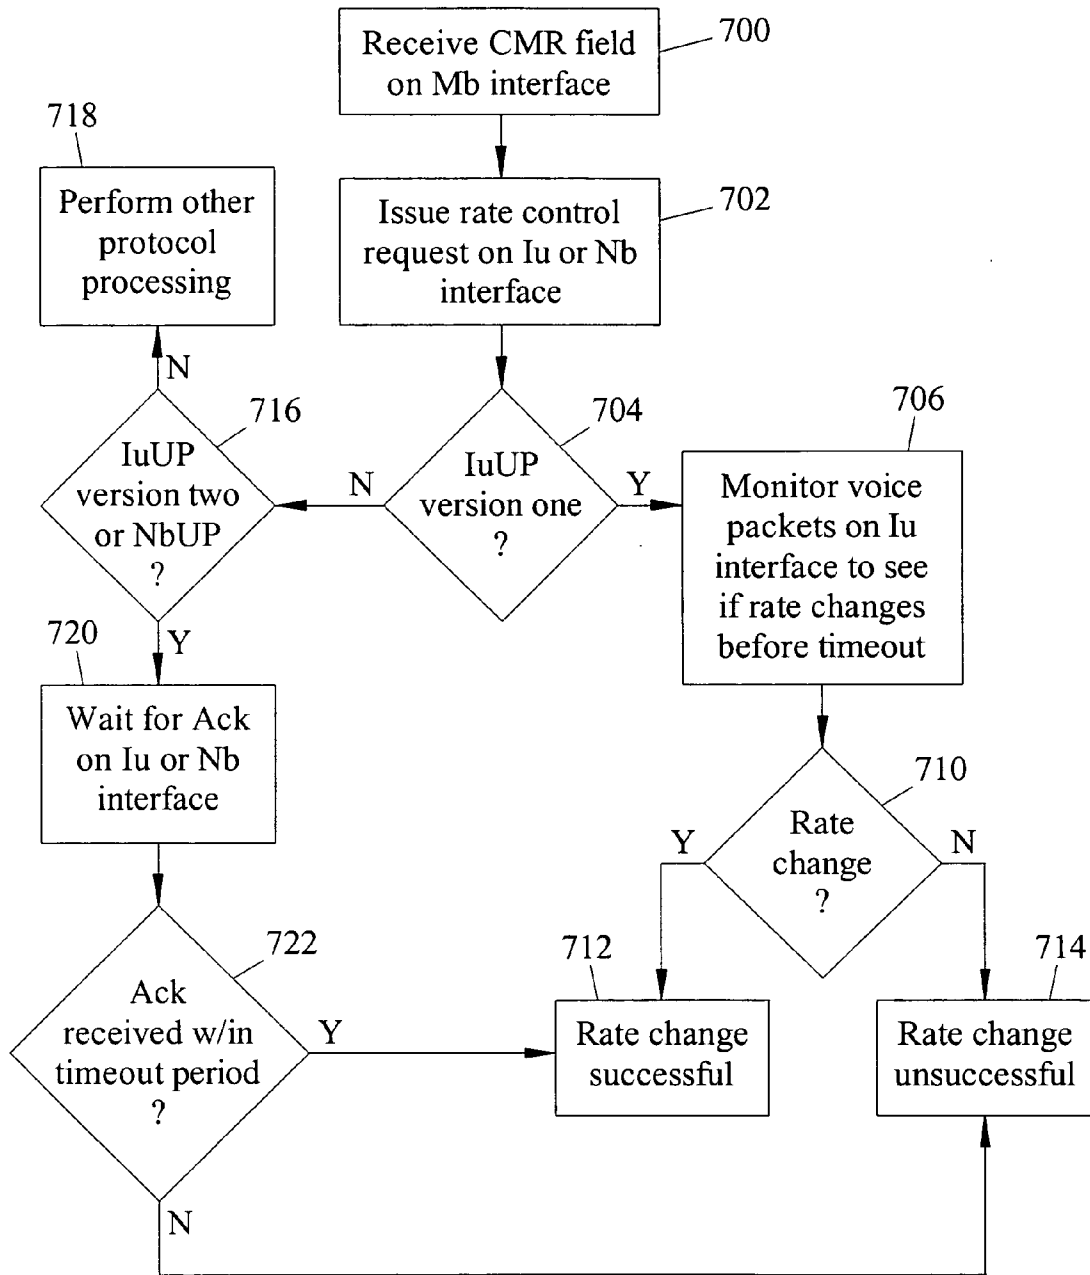 Receive CMR field
on Mb interface
700
718
Perform other
protocol
processing
Issue rate control
request on Iu or Nb
interface
702
N
716
IuUP
version two
or NbUP
?
N
704
IuUP
version one
?
Y
706
Monitor voice
packets on Iu
interface to see
if rate changes
before timeout
Y
720
Wait for Ack
on Iu or Nb
interface
710
Rate
change
?
Y
N
722
Ack
received w/in
timeout period
?
Y
712
Rate change
successful
714
Rate change
unsuccessful
N